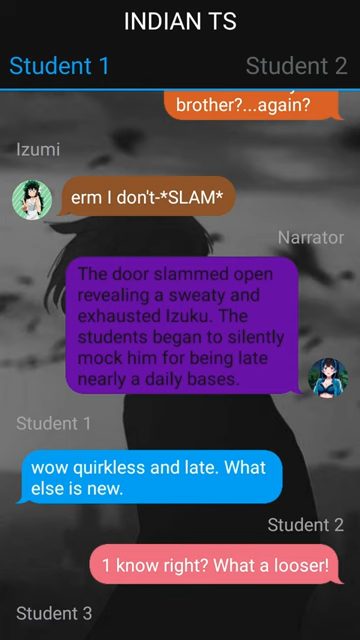 INDIAN TS
Student 1
Student 2
brother?...again?
Izumi
erm I don't-*SLAM*
Narrator
The door slammed open
revealing a sweaty and
exhausted Izuku. The
students began to silently
mock him for being late
nearly a daily bases.
Student 1
wow quirkless and late. What
else is new.
Student 2
1 know right? What a looser!
Student 3